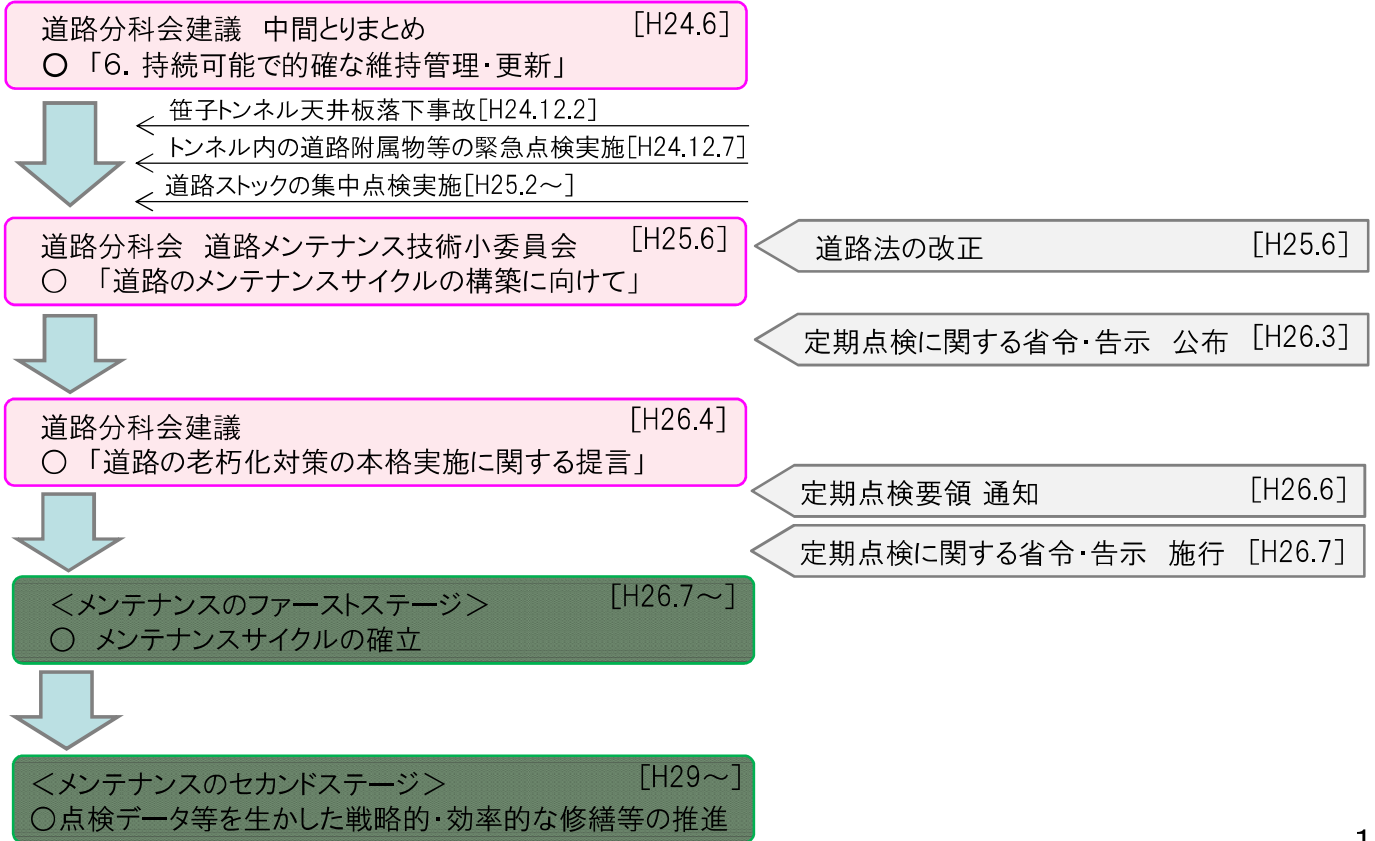 道路分科会建議　中間とりまとめ [H24.6]
○「6. 持続可能で的確な維持管理・更新」
笹子トンネル天井板落下事故[H24.12.2]
トンネル内の道路附属物等の緊急点検実施[H24.12.7]
道路ストックの集中点検実施[H25.2～]
道路分科会　道路メンテナンス技術小委員会 [H25.6]
○　「道路のメンテナンスサイクルの構築に向けて」
道路法の改正 [H25.6]
定期点検に関する省令・告示　公布 [H26.3]
道路分科会建議 [H26.4]
○　「道路の老朽化対策の本格実施に関する提言」
定期点検要領 通知 [H26.6]
定期点検に関する省令・告示　施行 [H26.7]
＜メンテナンスのファーストステージ＞ [H26.7～]
○　メンテナンスサイクルの確立
＜メンテナンスのセカンドステージ＞ [H29～]
○点検データ等を生かした戦略的・効率的な修繕等の推進
1